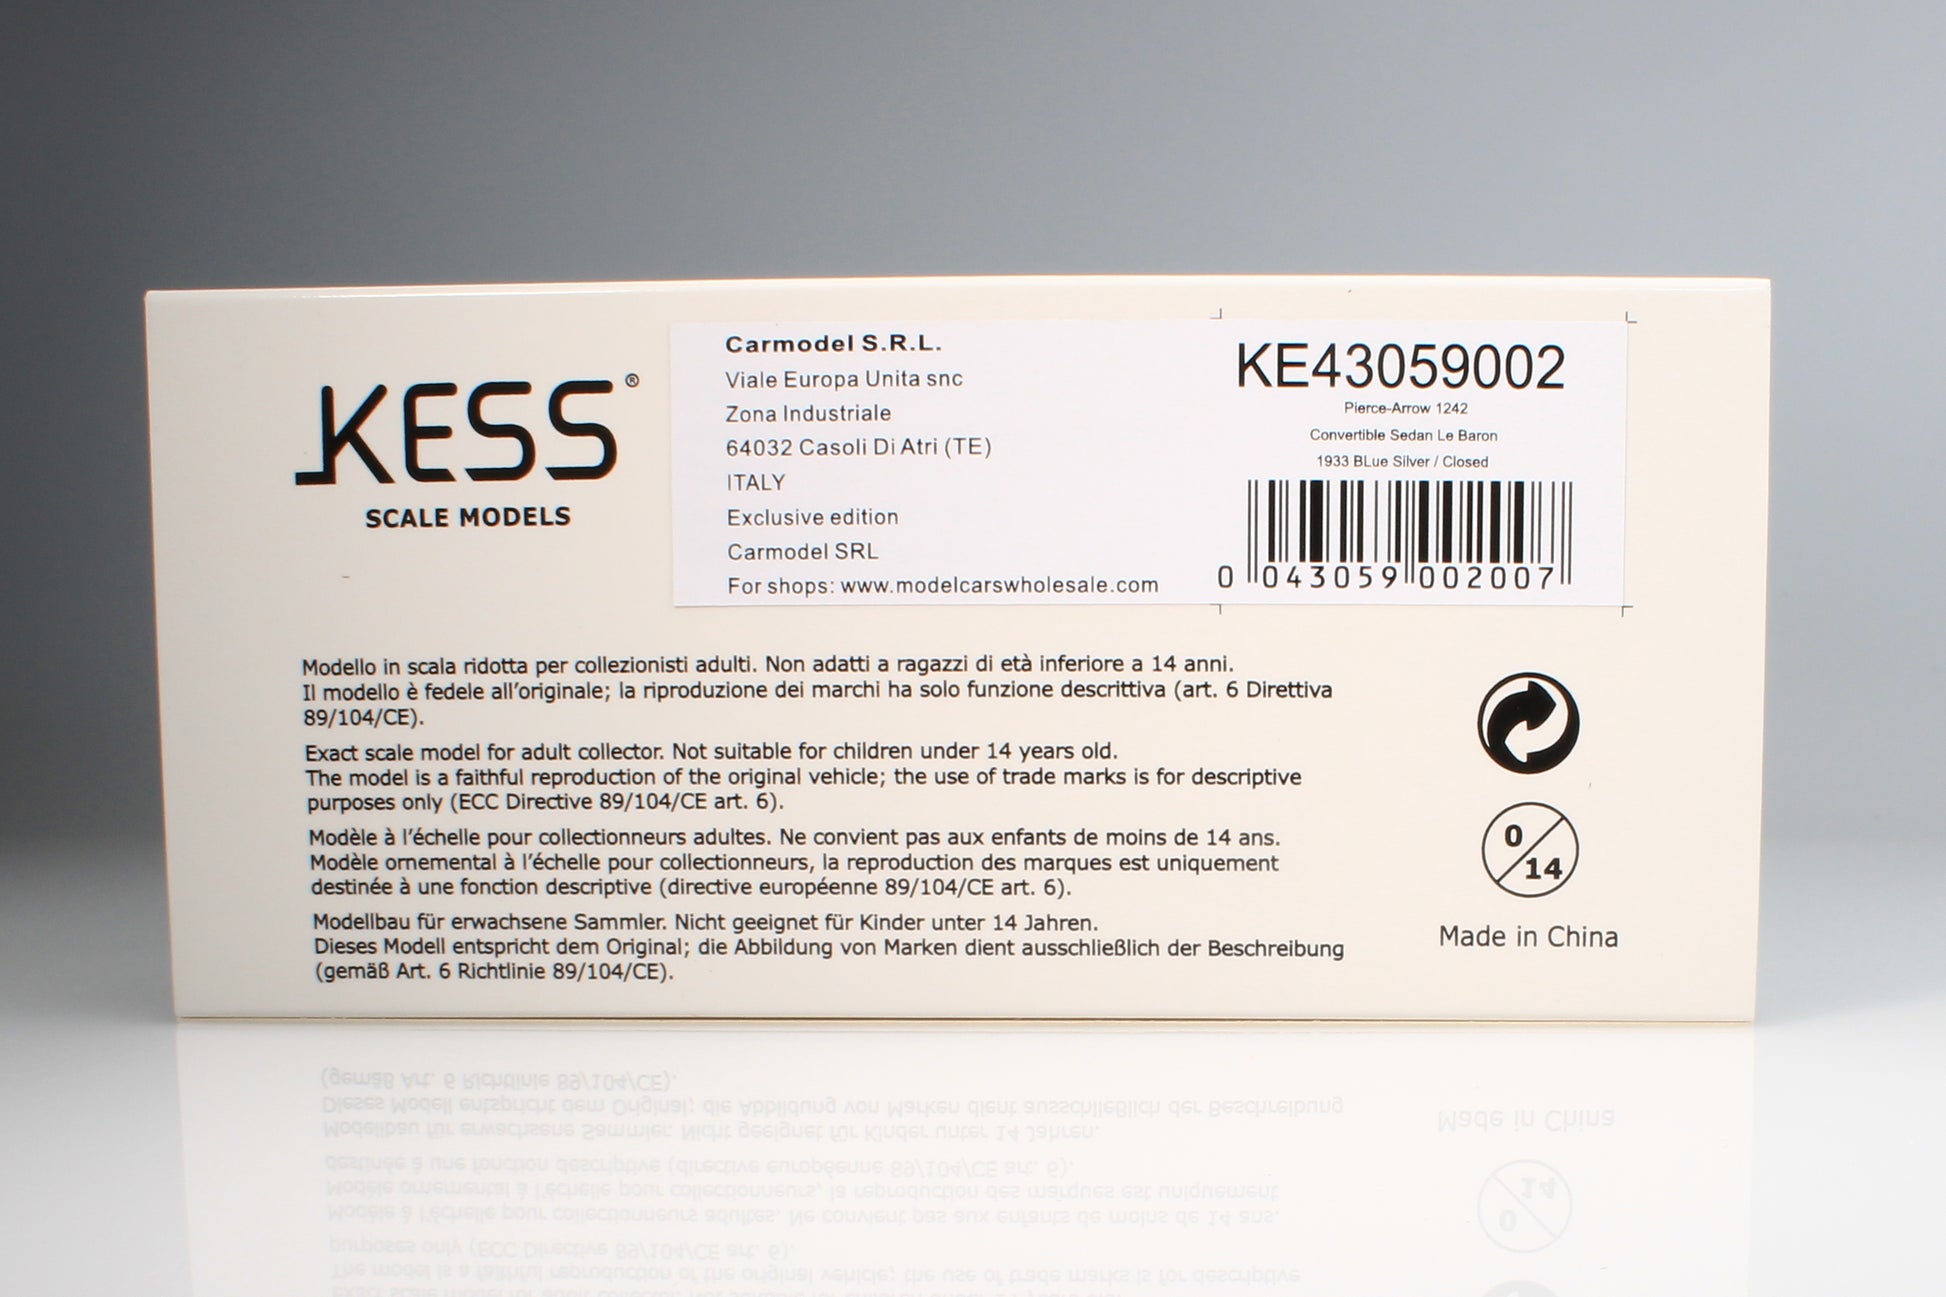 KESS®
SCALE MODELS
Carmodel S.R.L.
Viale Europa Unita snc
Zona Industriale
64032 Casoli Di Atri (TE)
ITALY
Exclusive edition
Carmodel SRL
For shops: www.modelcarswholesale.com
KE43059002
Pierce-Arrow 1242
Convertible Sedan Le Baron
1933 BLue Silver / Closed
0 043059 002007
Modello in scala ridotta per collezionisti adulti. Non adatti a ragazzi di età inferiore a 14 anni.
Il modello è fedele all'originale; la riproduzione dei marchi ha solo funzione descrittiva (art. 6 Direttiva
89/104/CE).
Exact scale model for adult collector. Not suitable for children under 14 years old.
The model is a faithful reproduction of the original vehicle; the use of trade marks is for descriptive
purposes only (ECC Directive 89/104/CE art. 6).
Modèle à l'échelle pour collectionneurs adultes. Ne convient pas aux enfants de moins de 14 ans.
Modèle ornemental à l'échelle pour collectionneurs, la reproduction des marques est uniquement
destinée à une fonction descriptive (directive européenne 89/104/CE art. 6).
Modellbau für erwachsene Sammler. Nicht geeignet für Kinder unter 14 Jahren.
Dieses Modell entspricht dem Original; die Abbildung von Marken dient ausschließlich der Beschreibung
(gemäß Art. 6 Richtlinie 89/104/CE).
0
14
Made in China